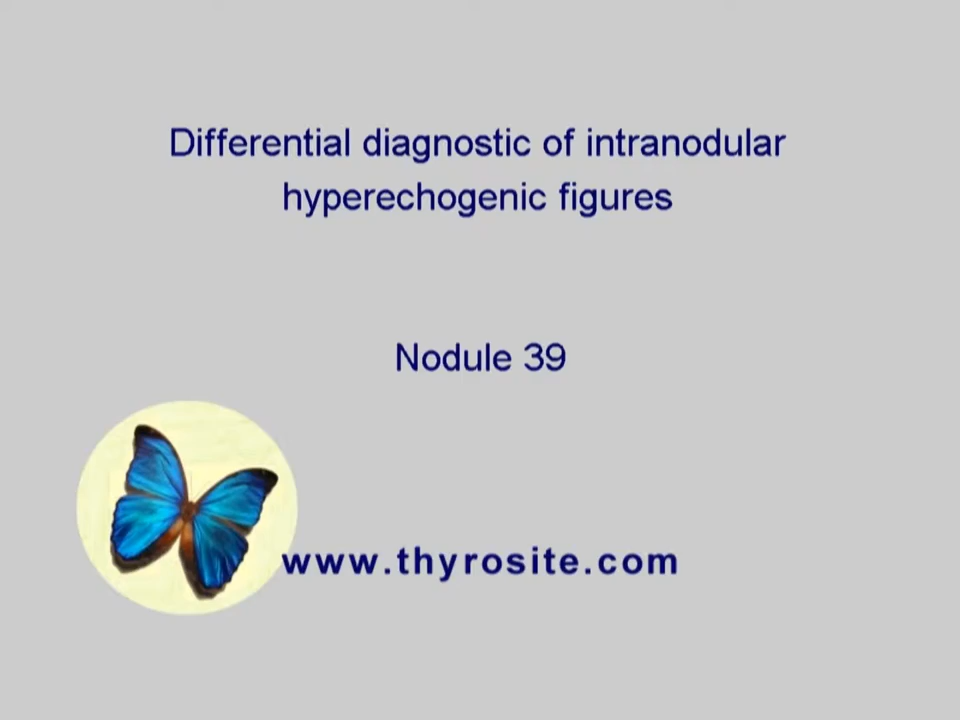 Differential diagnostic of intranodular
hyperechogenic figures
Nodule 39
www.thyrosite.com